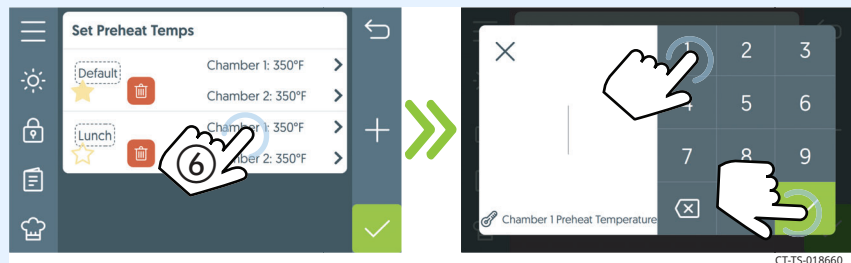 Set Preheat Temps
Default
Chamber 1: 350°F
Chamber 2: 350°F
Lunch
Chamber 1: 350°F
2: 350°F
6
1 2 3
4 5 6
7 8 9
Chamber 1 Preheat Temperature
CT-TS-018660